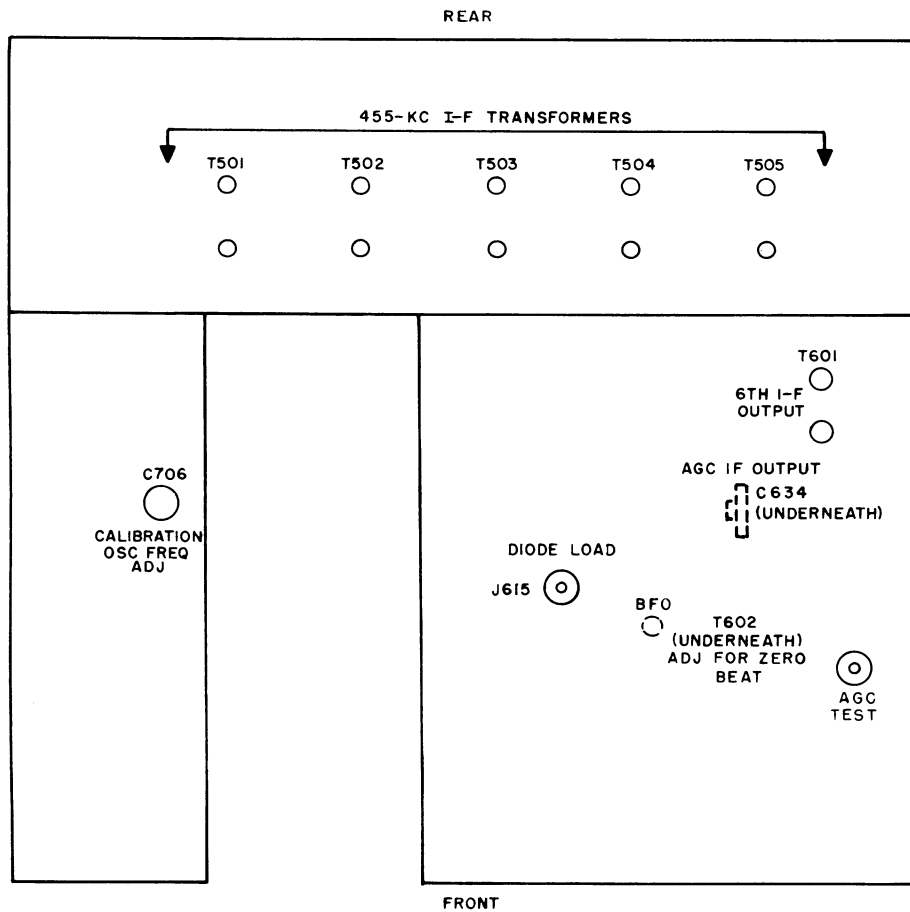 REAR
455-KC I-F TRANSFORMERS
T501 T502 T503 T504 T505
T601
6TH I-F
OUTPUT
AGC IF OUTPUT
C634
(UNDERNEATH)
C706
CALIBRATION
OSC FREQ
ADJ
DIODE LOAD
J615
BFO
T602
(UNDERNEATH)
ADJ FOR ZERO
BEAT
AGC
TEST
FRONT